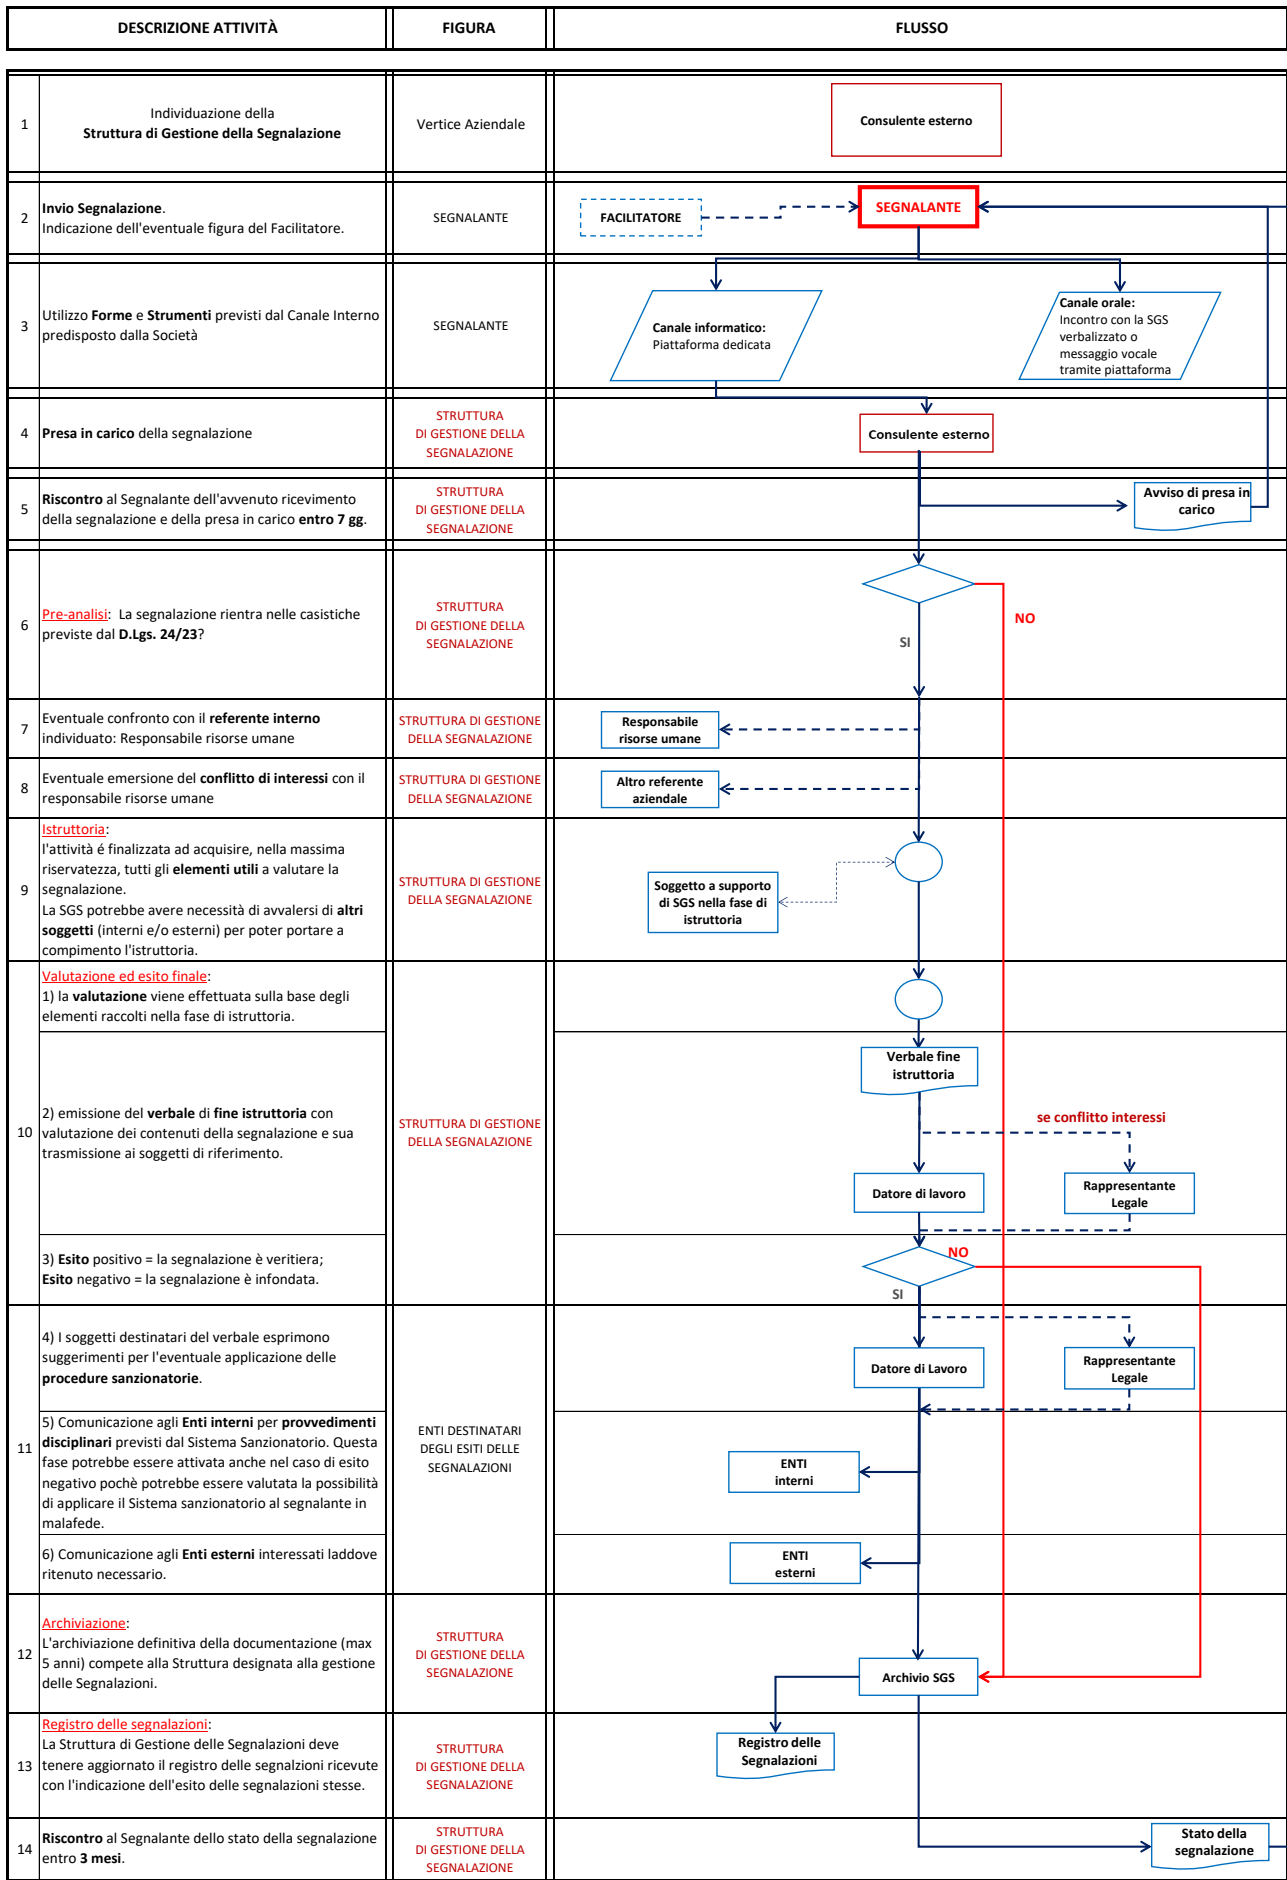 DESCRIZIONE ATTIVITÀ
FIGURA
FLUSSO
1
Individuazione della
Struttura di Gestione della Segnalazione
Vertice Aziendale
Consulente esterno
2
Invio Segnalazione.
Indicazione dell'eventuale figura del Facilitatore.
SEGNALANTE
FACILITATORE
SEGNALANTE
3
Utilizzo Forme e Strumenti previsti dal Canale Interno
predisposto dalla Società
SEGNALANTE
Canale informatico:
Piattaforma dedicata
Canale orale:
Incontro con la SGS
verbalizzato o
messaggio vocale
tramite piattaforma
4
Presa in carico della segnalazione
STRUTTURA
DI GESTIONE DELLA
SEGNALAZIONE
Consulente esterno
5
Riscontro al Segnalante dell'avvenuto ricevimento
della segnalazione e della presa in carico entro 7 gg.
STRUTTURA
DI GESTIONE DELLA
SEGNALAZIONE
Avviso di presa in
carico
6
Pre-analisi: La segnalazione rientra nelle casistiche
previste dal D.Lgs. 24/23?
STRUTTURA
DI GESTIONE DELLA
SEGNALAZIONE
NO
SI
7
Eventuale confronto con il referente interno
individuato: Responsabile risorse umane
STRUTTURA DI GESTIONE
DELLA SEGNALAZIONE
Responsabile
risorse umane
8
Eventuale emersione del conflitto di interessi con il
responsabile risorse umane
STRUTTURA DI GESTIONE
DELLA SEGNALAZIONE
Altro referente
aziendale
9
Istruttoria:
l'attività é finalizzata ad acquisire, nella massima
riservatezza, tutti gli elementi utili a valutare la
segnalazione.
La SGS potrebbe avere necessità di avvalersi di altri
soggetti (interni e/o esterni) per poter portare a
compimento l'istruttoria.
STRUTTURA DI GESTIONE
DELLA SEGNALAZIONE
Soggetto a supporto
di SGS nella fase di
istruttoria
10
Valutazione ed esito finale:
1) la valutazione viene effettuata sulla base degli
elementi raccolti nella fase di istruttoria.
2) emissione del verbale di fine istruttoria con
valutazione dei contenuti della segnalazione e sua
trasmissione ai soggetti di riferimento.
3) Esito positivo = la segnalazione è veritiera;
Esito negativo = la segnalazione è infondata.
STRUTTURA DI GESTIONE
DELLA SEGNALAZIONE
Verbale fine
istruttoria
se conflitto interessi
Datore di lavoro
Rappresentante
Legale
NO
SI
11
4) I soggetti destinatari del verbale esprimono
suggerimenti per l'eventuale applicazione delle
procedure sanzionatorie.
5) Comunicazione agli Enti interni per provvedimenti
disciplinari previsti dal Sistema Sanzionatorio. Questa
fase potrebbe essere attivata anche nel caso di esito
negativo pochè potrebbe essere valutata la possibilità
di applicare il Sistema sanzionatorio al segnalante in
malafede.
6) Comunicazione agli Enti esterni interessati laddove
ritenuto necessario.
ENTI DESTINATARI
DEGLI ESITI DELLE
SEGNALAZIONI
Datore di Lavoro
Rappresentante
Legale
ENTI
interni
ENTI
esterni
12
Archiviazione:
L'archiviazione definitiva della documentazione (max
5 anni) compete alla Struttura designata alla gestione
delle Segnalazioni.
STRUTTURA
DI GESTIONE DELLA
SEGNALAZIONE
Archivio SGS
13
Registro delle segnalazioni:
La Struttura di Gestione delle Segnalazioni deve
tenere aggiornato il registro delle segnalzioni ricevute
con l'indicazione dell'esito delle segnalazioni stesse.
STRUTTURA
DI GESTIONE DELLA
SEGNALAZIONE
Registro delle
Segnalazioni
14
Riscontro al Segnalante dello stato della segnalazione
entro 3 mesi.
STRUTTURA
DI GESTIONE DELLA
SEGNALAZIONE
Stato della
segnalazione